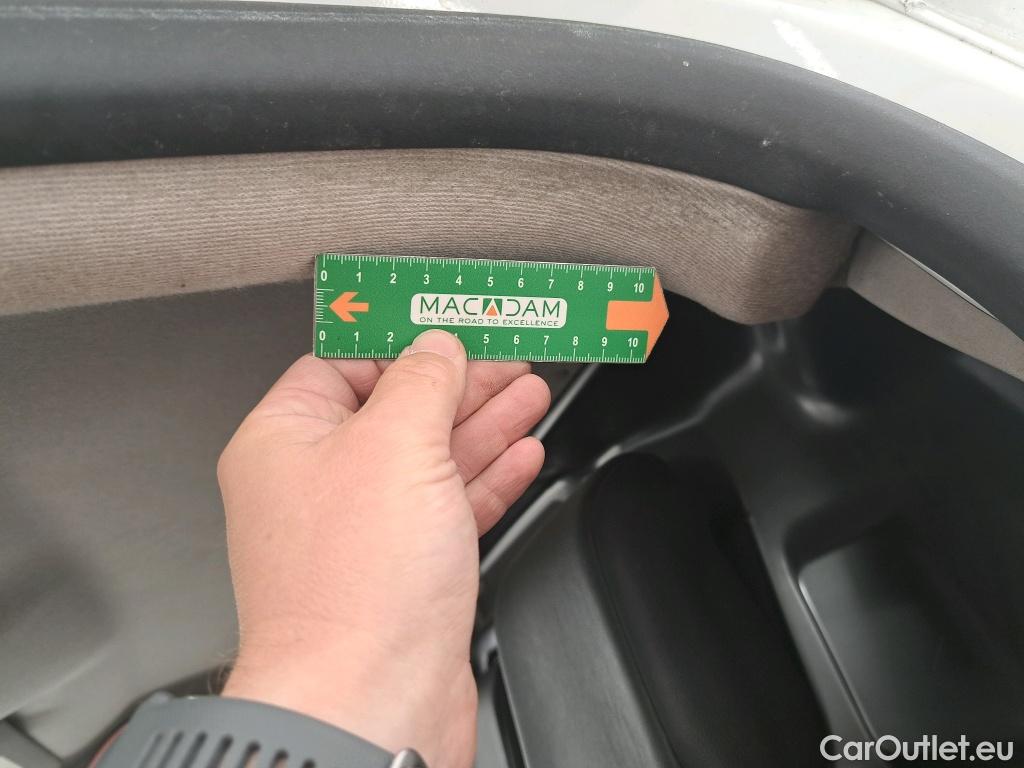 0 1 2 3 4 5 6 7 8 9 10
MACADAM
ON THE ROAD TO EXCELLENCE
0 1 2 4 5 6 7 8 9 10
CarOutlet.eu